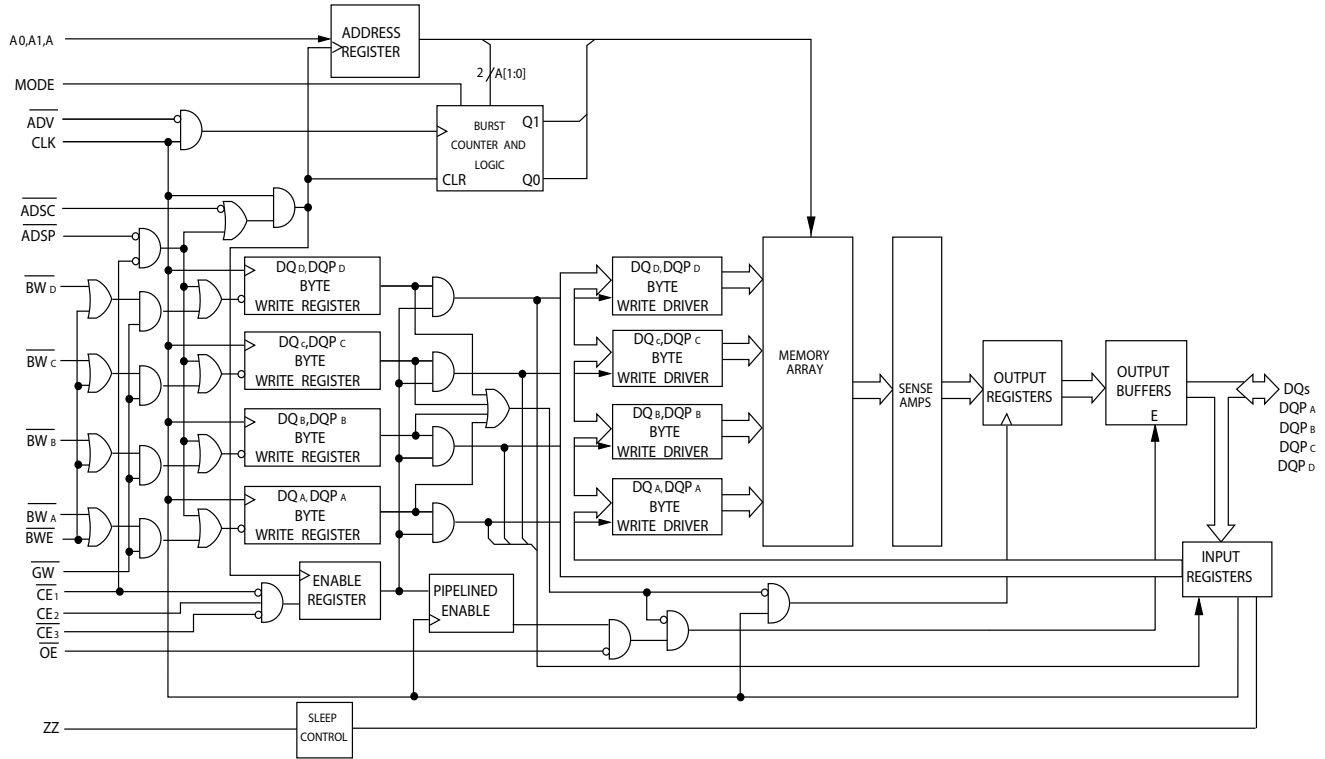 A0,A1,A
ADDRESS
REGISTER
MODE
2 A[1:0]
ADV
CLK
BURST
COUNTER AND
LOGIC
Q1
CLR
Q0
ADSC
ADSP
BW D
DQ D, DQP D
BYTE
WRITE REGISTER
DQ D, DQP D
BYTE
WRITE DRIVER
BW C
DQ c, DQP C
BYTE
WRITE REGISTER
DQ c, DQP C
BYTE
WRITE DRIVER
BW B
DQ B, DQP B
BYTE
WRITE REGISTER
DQ B, DQP B
BYTE
WRITE DRIVER
BW A
BWE
DQ A, DQP A
BYTE
WRITE REGISTER
DQ A, DQP A
BYTE
WRITE DRIVER
MEMORY
ARRAY
SENSE
AMPS
OUTPUT
REGISTERS
OUTPUT
BUFFERS
E
DQs
DQP A
DQP B
DQP C
DQP D
INPUT
REGISTERS
GW
CE1
CE2
CE3
OE
ENABLE
REGISTER
PIPELINED
ENABLE
ZZ
SLEEP
CONTROL